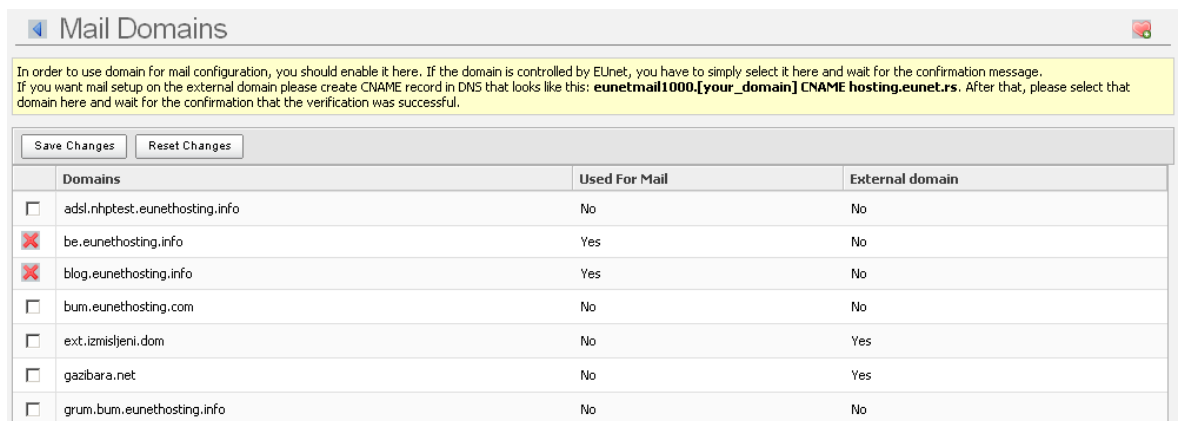 Mail Domains
In order to use domain for mail configuration, you should enable it here. If the domain is controlled by EUnet, you have to simply select it here and wait for the confirmation message.
If you want mail setup on the external domain please create CNAME record in DNS that looks like this: eunetmail1000.[your_domain] CNAME hosting.eunet.rs. After that, please select that
domain here and wait for the confirmation that the verification was successful.
Save Changes Reset Changes
Domains Used For Mail External domain
adsl.nhptest.eunethosting.info No No
be.eunethosting.info Yes No
blog.eunethosting.info Yes No
bum.eunethosting.com No No
ext.izmisljeni.dom No Yes
gazibara.net No Yes
grum.bum.eunethosting.info No No